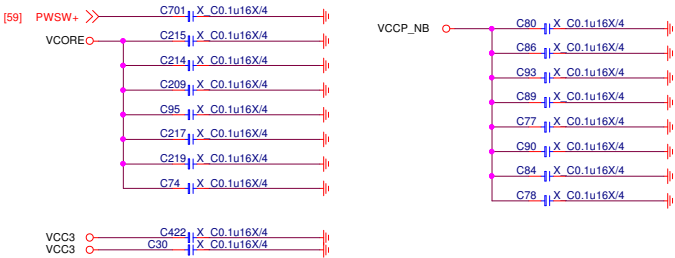 [59] PWSW+ C701 X_C0.1u16X/4
VCORE C215 X_C0.1u16X/4
C214 X_C0.1u16X/4
C209 X_C0.1u16X/4
C95 X_C0.1u16X/4
C217 X_C0.1u16X/4
C219 X_C0.1u16X/4
C74 X_C0.1u16X/4
VCC3 C422 X_C0.1u16X/4
VCC3 C30 X_C0.1u16X/4
VCCP_NB C80 X_C0.1u16X/4
C86 X_C0.1u16X/4
C93 X_C0.1u16X/4
C89 X_C0.1u16X/4
C77 X_C0.1u16X/4
C90 X_C0.1u16X/4
C84 X_C0.1u16X/4
C78 X_C0.1u16X/4